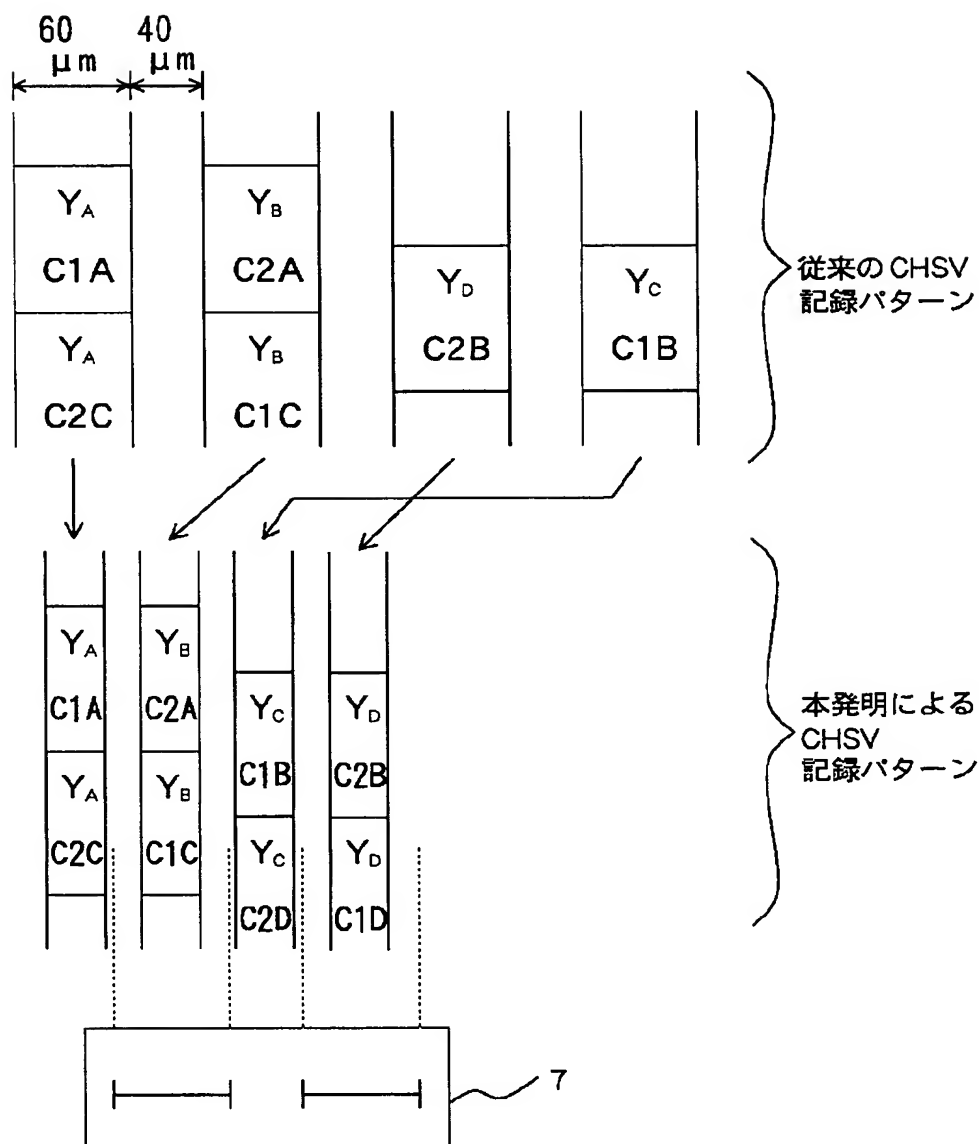 60
μm
40
μm
YA
C1A
YB
C2A
YA
C2C
YB
C1C
YD
C2B
YC
C1B
従来のCHSV
記録パターン
YA
C1A
YB
C2A
YC
C1B
YD
C2B
YA
C2C
YB
C1C
YC
C2D
YD
C1D
本発明による
CHSV
記録パターン
7